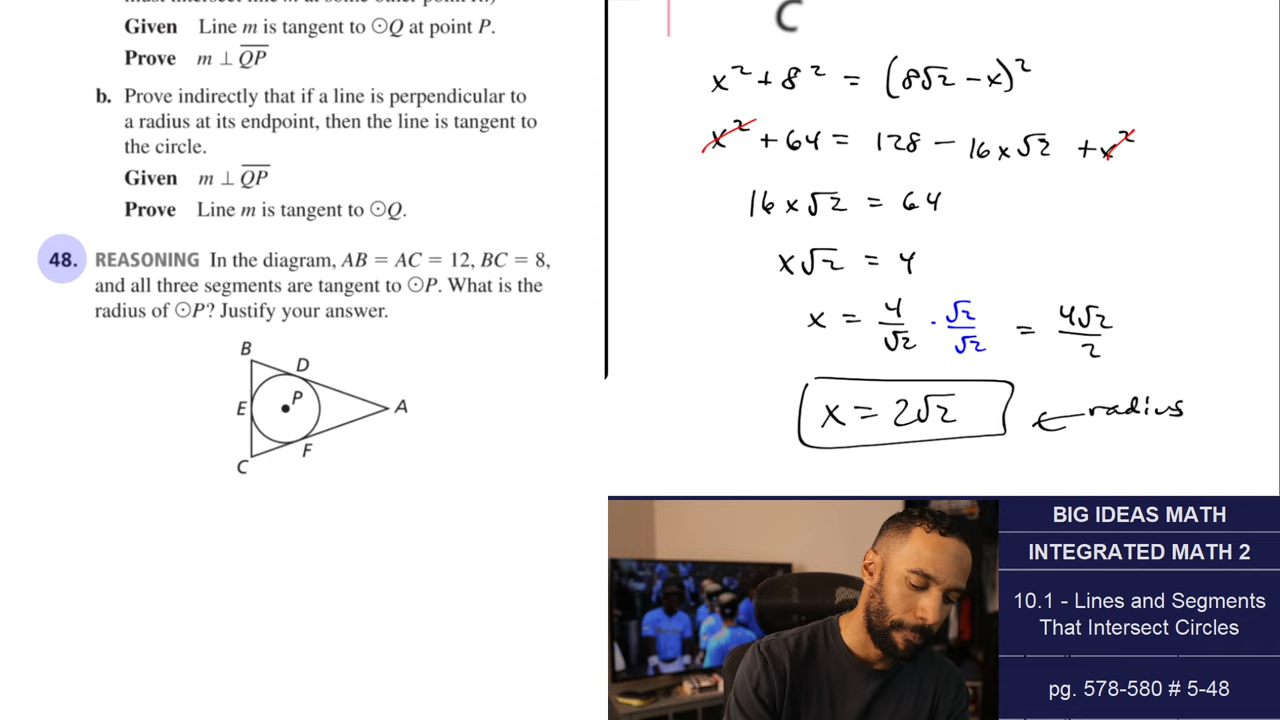 Given Line m is tangent to ⊙Q at point P.
Prove m ⊥ QP
b. Prove indirectly that if a line is perpendicular to
a radius at its endpoint, then the line is tangent to
the circle.
Given m ⊥ QP
Prove Line m is tangent to ⊙Q.
48. REASONING In the diagram, AB = AC = 12, BC = 8,
and all three segments are tangent to ⊙P. What is the
radius of ⊙P? Justify your answer.
B
D
P
E
A
F
C
C
x² + 8² = (8√2 − x)²
x² + 64 = 128 − 16x√2 + x²
16x√2 = 64
x√2 = 4
x = 4/√2 · √2/√2 = 4√2/2
x = 2√2 ← radius
BIG IDEAS MATH
INTEGRATED MATH 2
10.1 - Lines and Segments
That Intersect Circles
pg. 578-580 # 5-48